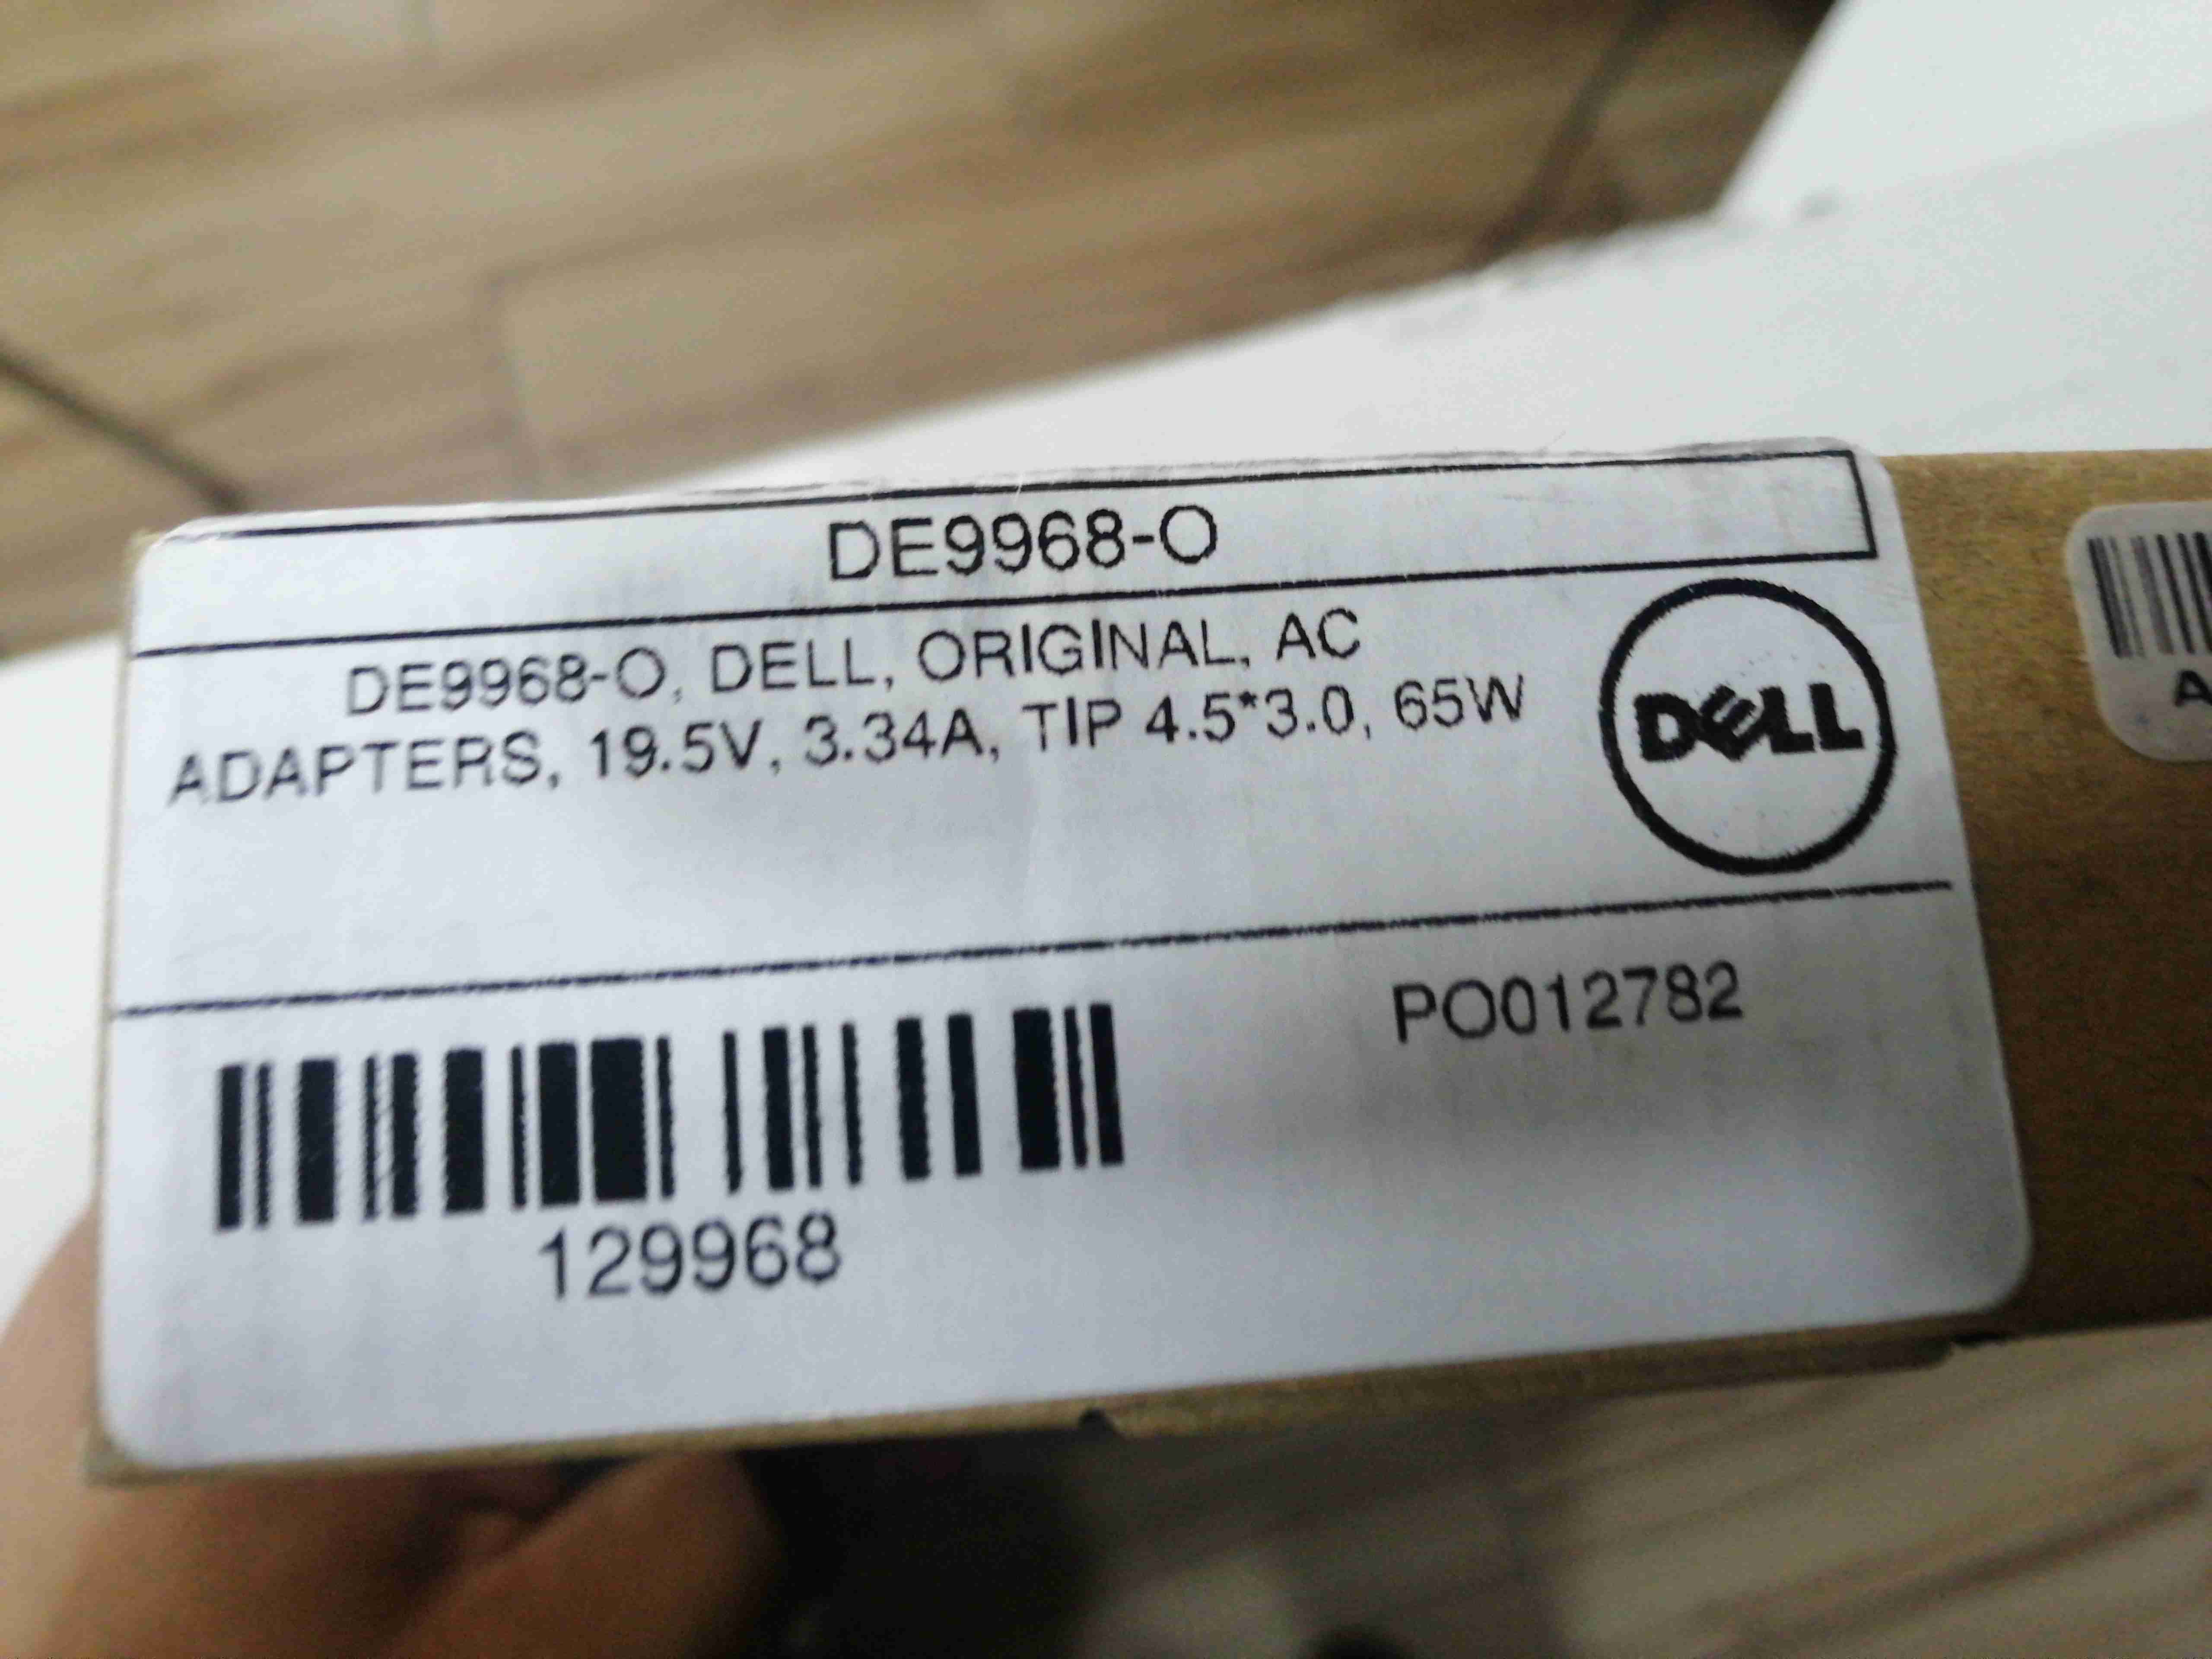 DE9968-O
DE9968-O, DELL, ORIGINAL, AC
ADAPTERS, 19.5V, 3.34A, TIP 4.5*3.0, 65W
DELL
PO012782
129968
A